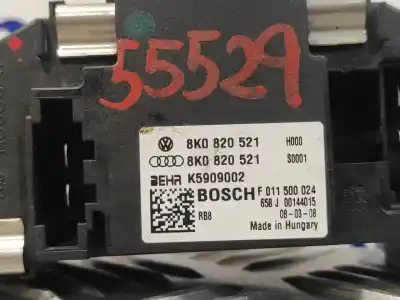 55529
8K0 820 521 H000
8K0 820 521 S0001
BEHR K5909002
BOSCH F 011 500 024
658 J 00144015
RB8 08-03-08
Made in Hungary